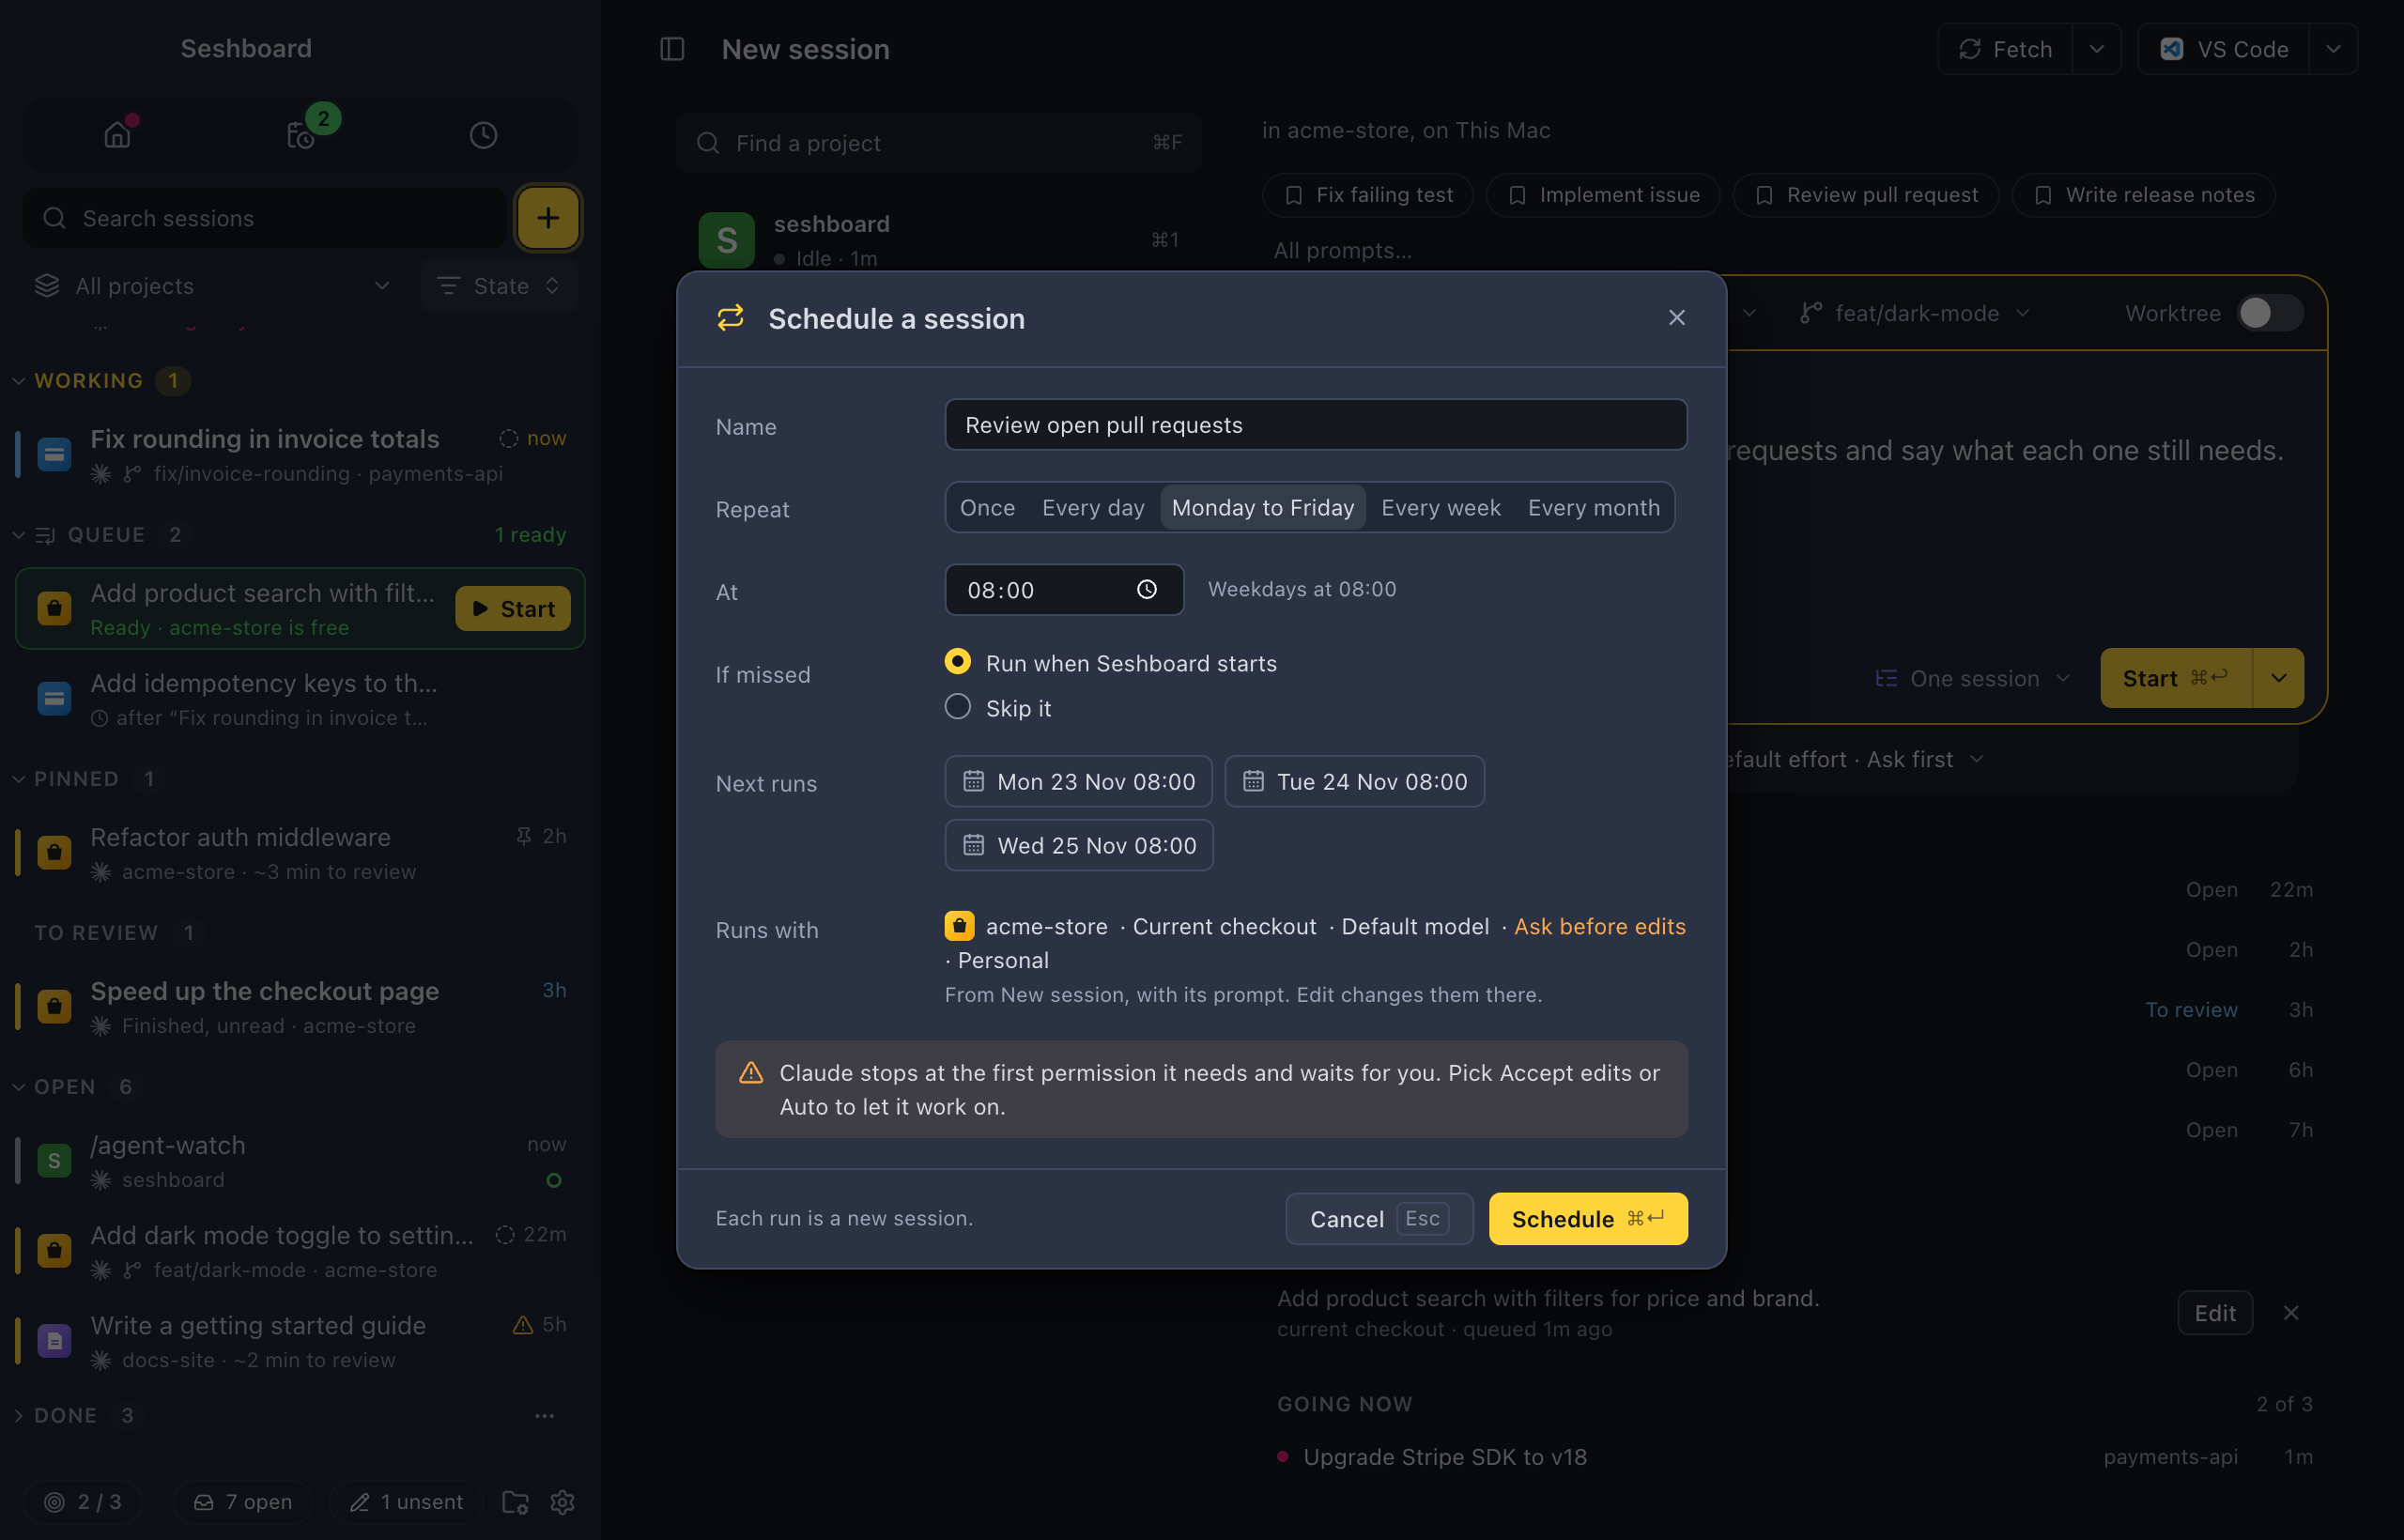 Seshboard
2
Search sessions
All projects
State
WORKING 1
Fix rounding in invoice totals
now
fix/invoice-rounding · payments-api
QUEUE 2
1 ready
Add product search with filt...
Ready · acme-store is free
Start
Add idempotency keys to th...
after “Fix rounding in invoice t...
PINNED 1
Refactor auth middleware
2h
acme-store · ~3 min to review
TO REVIEW 1
Speed up the checkout page
3h
Finished, unread · acme-store
OPEN 6
S
/agent-watch
now
seshboard
Add dark mode toggle to settin...
22m
feat/dark-mode · acme-store
Write a getting started guide
5h
docs-site · ~2 min to review
DONE 3
2 / 3
7 open
1 unsent
New session
Fetch
VS Code
Find a project
⌘F
S
seshboard
Idle · 1m
⌘1
in acme-store, on This Mac
Fix failing test
Implement issue
Review pull request
Write release notes
All prompts...
feat/dark-mode
Worktree
requests and say what each one still needs.
One session
Start ⌘↩
efault effort · Ask first
Open 22m
Open 2h
To review 3h
Open 6h
Open 7h
Schedule a session
Name
Review open pull requests
Repeat
Once
Every day
Monday to Friday
Every week
Every month
At
08:00
Weekdays at 08:00
If missed
Run when Seshboard starts
Skip it
Next runs
Mon 23 Nov 08:00
Tue 24 Nov 08:00
Wed 25 Nov 08:00
Runs with
acme-store · Current checkout · Default model · Ask before edits
· Personal
From New session, with its prompt. Edit changes them there.
Claude stops at the first permission it needs and waits for you. Pick Accept edits or
Auto to let it work on.
Each run is a new session.
Cancel Esc
Schedule ⌘↵
Add product search with filters for price and brand.
current checkout · queued 1m ago
Edit
GOING NOW
2 of 3
Upgrade Stripe SDK to v18
payments-api
1m